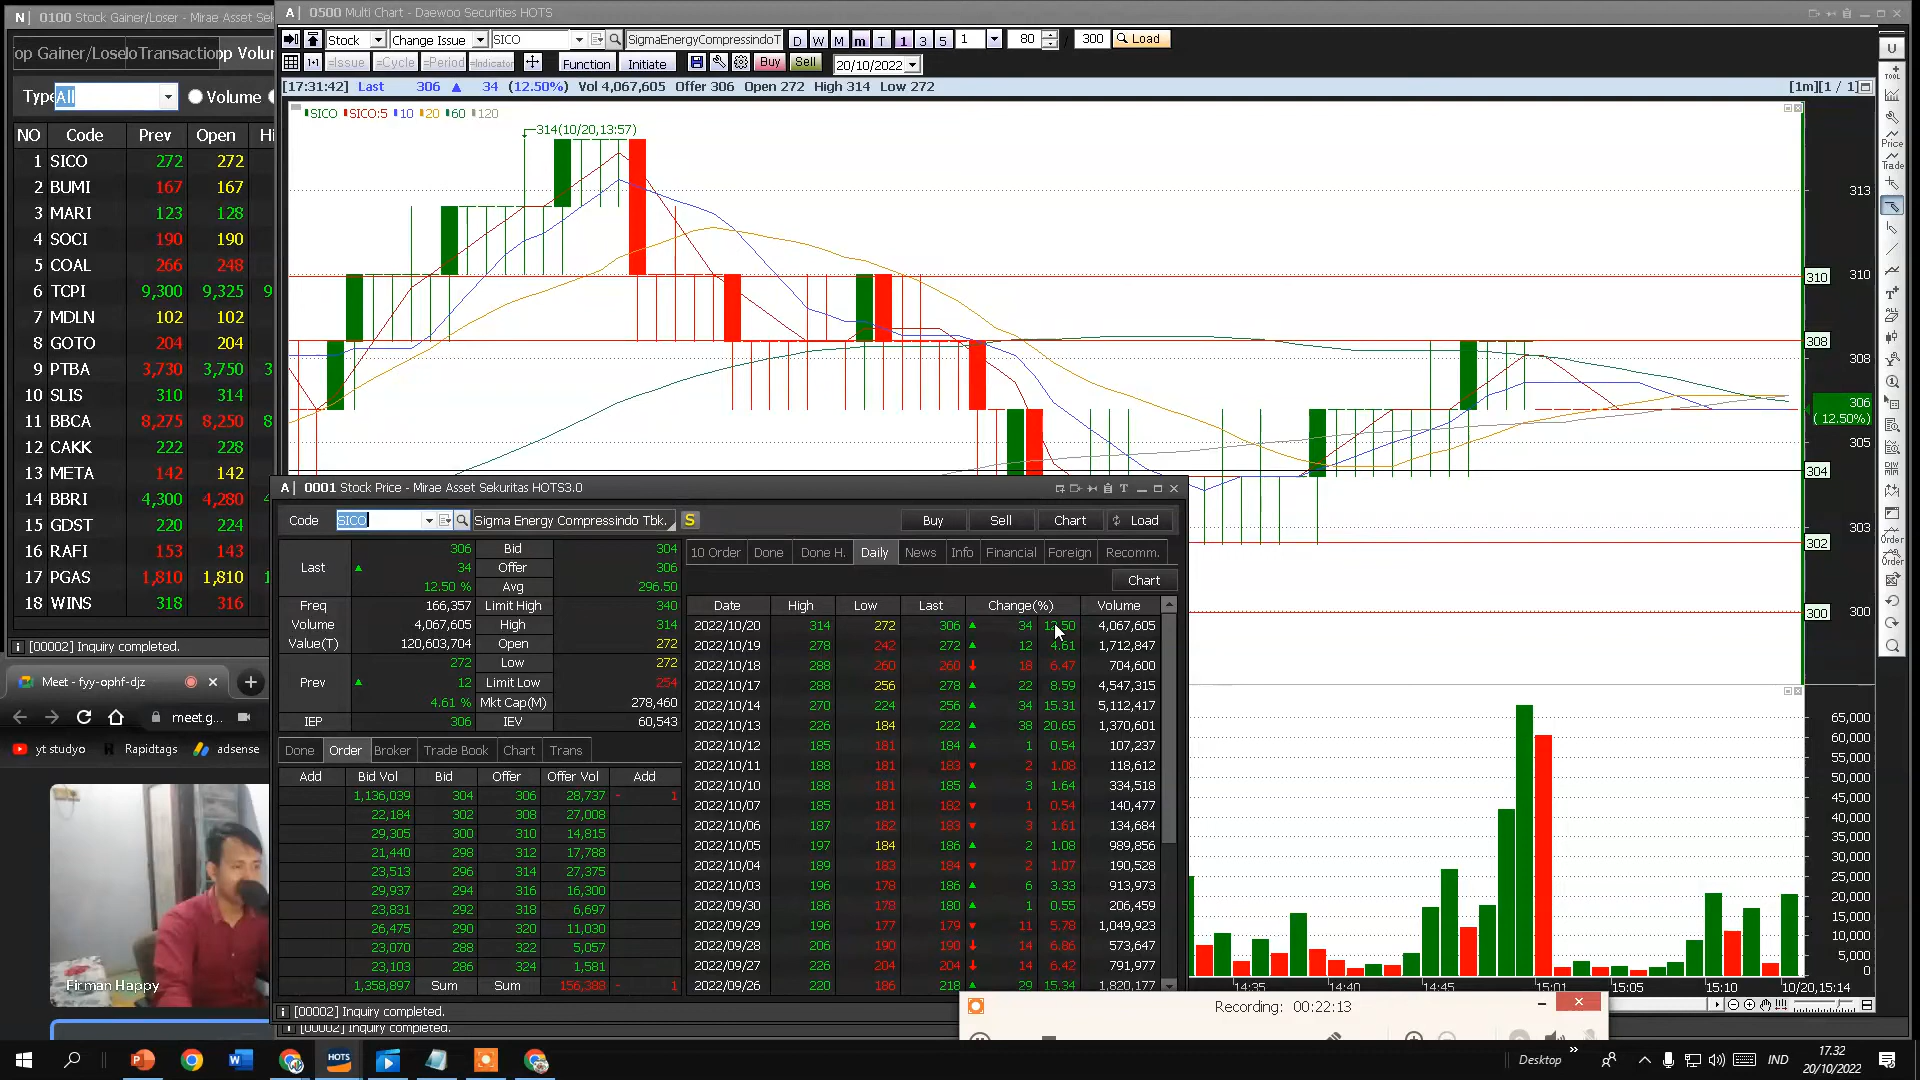 N 0100 Stock Gainer/Loser - Mirae Asset Sek
A 0500 Multi Chart - Daewoo Securities HOTS
op Gainer/Loselo Transaction op Volum
Type All Volume
NO Code Prev Open Hi
1 SICO 272 272
2 BUMI 167 167
3 MARI 123 128
4 SOCI 190 190
5 COAL 266 248
6 TCPI 9,300 9,325 9
7 MDLN 102 102
8 GOTO 204 204
9 PTBA 3,730 3,750 3
10 SLIS 310 314
11 BBCA 8,275 8,250 8
12 CAKK 222 228
13 META 142 142
14 BBRI 4,300 4,280 4
15 GDST 220 224
16 RAFI 153 143
17 PGAS 1,810 1,810 1
18 WINS 318 316
[00002] Inquiry completed.
Stock Change Issue SICO SigmaEnergyCompressindoT D W M m T 1 3 5 1 80 300 Load
=Issue =Cycle =Period =Indicator Function Initiate Buy Sell 20/10/2022
[17:31:42] Last 306 ▲ 34 (12.50%) Vol 4,067,605 Offer 306 Open 272 High 314 Low 272 [1m][1 / 1]
SICO SICO:5 10 20 60 120
314(10/20,13:57)
313
310 310
308
308
306
( 12.50%)
305
304
303
302
300 300
65,000
60,000
55,000
50,000
45,000
40,000
35,000
30,000
25,000
20,000
15,000
10,000
5,000
0
14:35 14:40 14:45 15:01 15:05 15:10 10/20,15:14
U
TOOL
Price
Trade
DIV
Order
Order
A 0001 Stock Price - Mirae Asset Sekuritas HOTS3.0
Code SICO Sigma Energy Compressindo Tbk. S Buy Sell Chart Load
Last 306 Bid 304
▲ 34 Offer 306
12.50 % Avg 296.50
Freq 166,357 Limit High 340
Volume 4,067,605 High 314
Value(T) 120,603,704 Open 272
Prev 272 Low 272
▲ 12 Limit Low 254
4.61 % Mkt Cap(M) 278,460
IEP 306 IEV 60,543
Done Order Broker Trade Book Chart Trans
Add Bid Vol Bid Offer Offer Vol Add
1,136,039 304 306 28,737 - 1
22,184 302 308 27,008
29,305 300 310 14,815
21,440 298 312 17,788
23,513 296 314 27,375
29,937 294 316 16,300
23,831 292 318 6,697
26,475 290 320 11,030
23,070 288 322 5,057
23,103 286 324 1,581
1,358,897 Sum Sum 156,388 - 1
10 Order Done Done H. Daily News Info Financial Foreign Recomm.
Chart
Date High Low Last Change(%) Volume
2022/10/20 314 272 306 ▲ 34 12.50 4,067,605
2022/10/19 278 242 272 ▲ 12 4.61 1,712,847
2022/10/18 288 260 260 ↓ 18 6.47 704,600
2022/10/17 288 256 278 ▲ 22 8.59 4,547,315
2022/10/14 270 224 256 ▲ 34 15.31 5,112,417
2022/10/13 226 184 222 ▲ 38 20.65 1,370,601
2022/10/12 185 181 184 ▲ 1 0.54 107,237
2022/10/11 188 181 183 ▼ 2 1.08 118,612
2022/10/10 188 181 185 ▲ 3 1.64 334,518
2022/10/07 185 181 182 ▼ 1 0.54 140,477
2022/10/06 187 182 183 ▼ 3 1.61 134,684
2022/10/05 197 184 186 ▲ 2 1.08 989,856
2022/10/04 189 183 184 ▼ 2 1.07 190,528
2022/10/03 196 178 186 ▲ 6 3.33 913,973
2022/09/30 186 178 180 ▲ 1 0.55 206,459
2022/09/29 196 177 179 ▼ 11 5.78 1,049,923
2022/09/28 206 190 190 ↓ 14 6.86 573,647
2022/09/27 226 204 204 ↓ 14 6.42 791,977
2022/09/26 220 186 218 ▲ 29 15.34 1,820,177
[00002] Inquiry completed.
[00002] Inquiry completed.
Meet - fyy-ophf-djz
meet.g...
yt studyo Rapidtags adsense
Firman Happy
Recording: 00:22:13
HOTS
Desktop
IND
17.32
20/10/2022